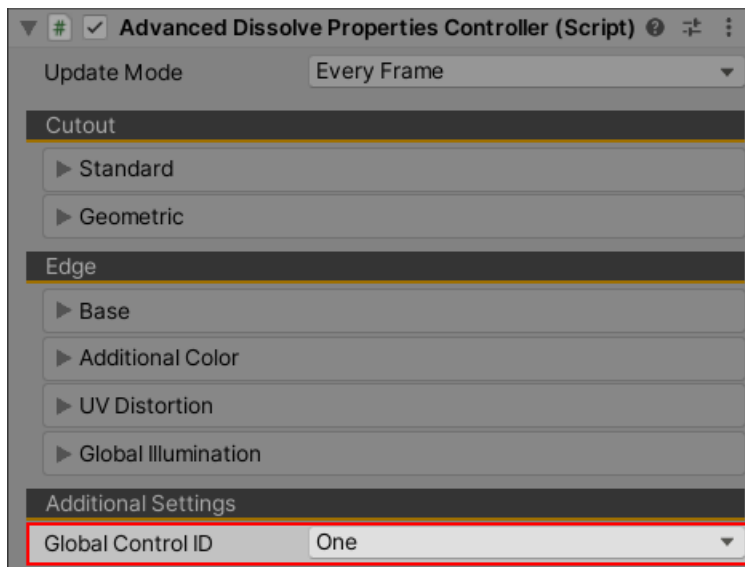 Advanced Dissolve Properties Controller (Script)
Update Mode Every Frame
Cutout
Standard
Geometric
Edge
Base
Additional Color
UV Distortion
Global Illumination
Additional Settings
Global Control ID One